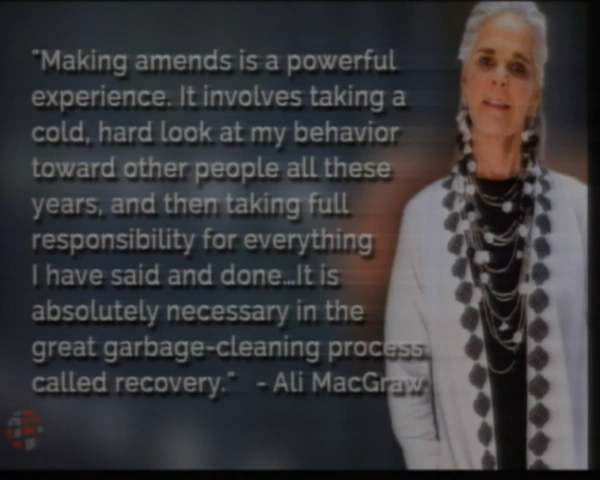 "Making amends is a powerful
experience. It involves taking a
cold, hard look at my behavior
toward other people all these
years, and then taking full
responsibility for everything
I have said and done...It is
absolutely necessary in the
great garbage-cleaning process
called recovery." - Ali MacGraw